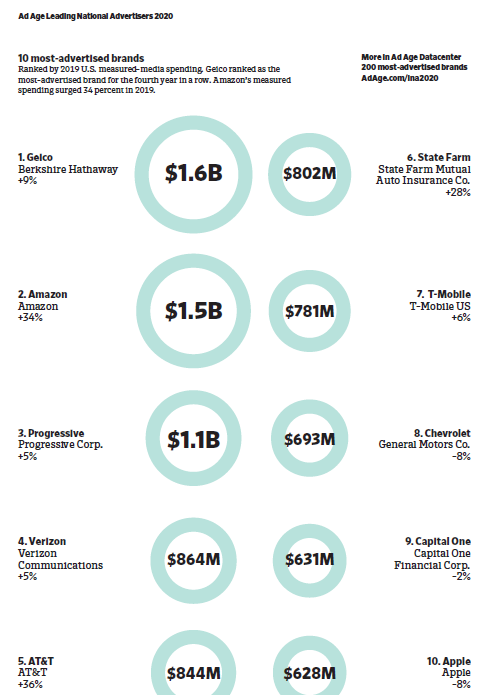 Ad Age Leading National Advertisers 2020
10 most-advertised brands
Ranked by 2019 U.S. measured-media spending. Geico ranked as the
most-advertised brand for the fourth year in a row. Amazon's measured
spending surged 34 percent in 2019.
More in Ad Age Datacenter
200 most-advertised brands
AdAge.com/lna2020
1. Geico
Berkshire Hathaway
+9%
$1.6B
$802M
6. State Farm
State Farm Mutual
Auto Insurance Co.
+28%
2. Amazon
Amazon
+34%
$1.5B
$781M
7. T-Mobile
T-Mobile US
+6%
3. Progressive
Progressive Corp.
+5%
$1.1B
$693M
8. Chevrolet
General Motors Co.
-8%
4. Verizon
Verizon
Communications
+5%
$864M
$631M
9. Capital One
Capital One
Financial Corp.
-2%
5. AT&T
AT&T
+36%
$844M
$628M
10. Apple
Apple
-8%